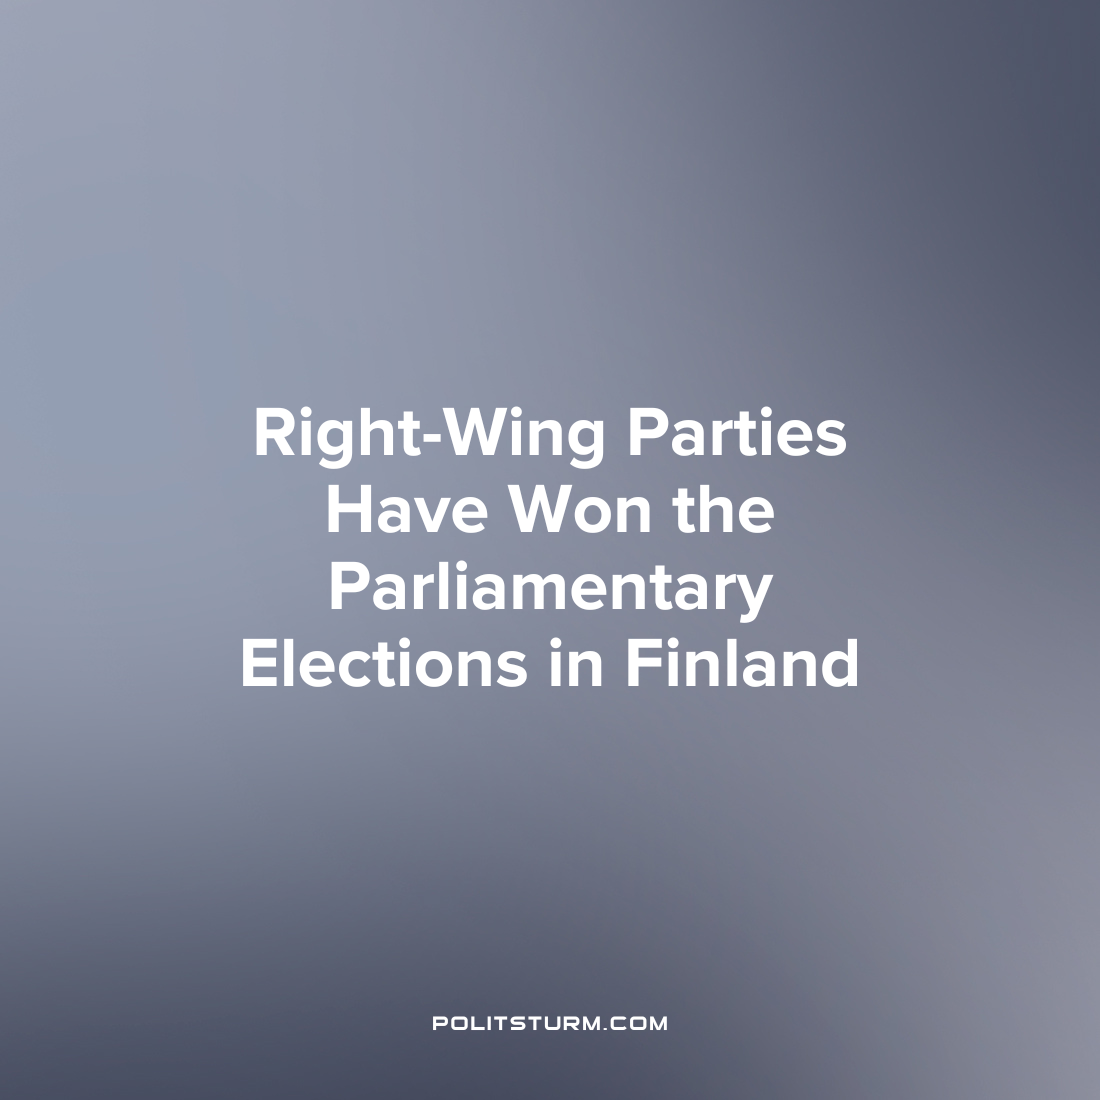 Right-Wing Parties
Have Won the
Parliamentary
Elections in Finland
POLITSTURM.COM